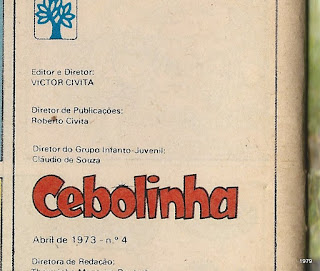 Editor e Diretor:
VICTOR CIVITA
Diretor de Publicações:
Roberto Civita
Diretor do Grupo Infanto-Juvenil:
Cláudio de Souza
Cebolinha
Abril de 1973 - n.º 4
Diretora de Redação:
1979